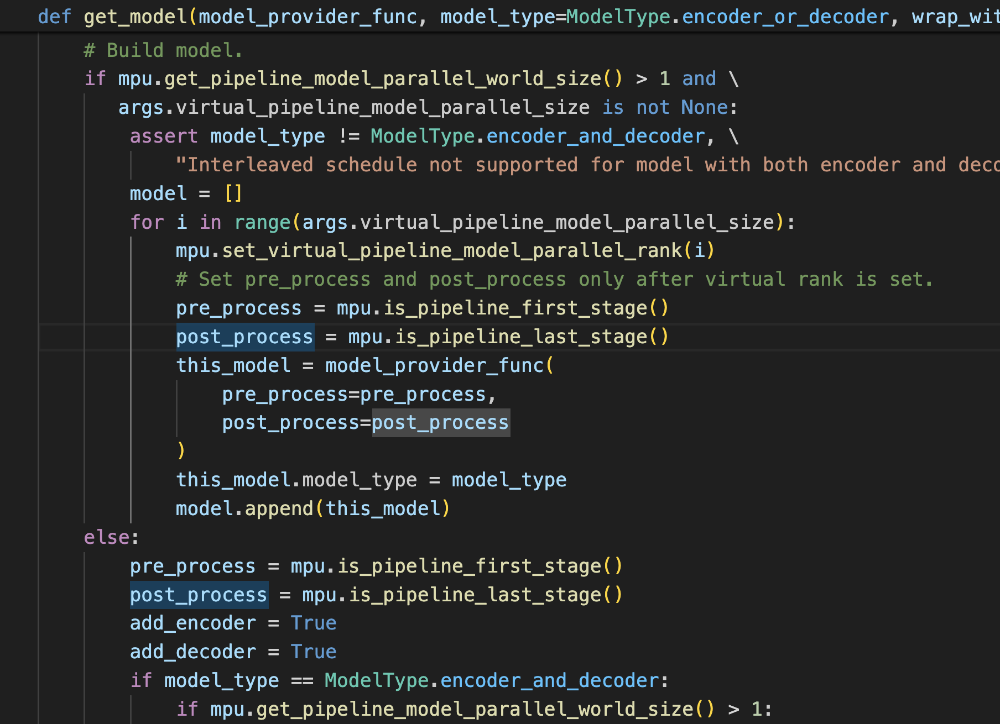 def get_model(model_provider_func, model_type=ModelType.encoder_or_decoder,
# Build model.
if mpu.get_pipeline_model_parallel_world_size() > 1 and \
args.virtual_pipeline_model_parallel_size is not None:
assert model_type != ModelType.encoder_and_decoder, \
"Interleaved schedule not supported for model with both encoder and
model = []
for i in range(args.virtual_pipeline_model_parallel_size):
mpu.set_virtual_pipeline_model_parallel_rank(i)
# Set pre_process and post_process only after virtual rank is set.
pre_process = mpu.is_pipeline_first_stage()
post_process = mpu.is_pipeline_last_stage()
this_model = model_provider_func(
pre_process=pre_process,
post_process=post_process
)
this_model.model_type = model_type
model.append(this_model)
else:
pre_process = mpu.is_pipeline_first_stage()
post_process = mpu.is_pipeline_last_stage()
add_encoder = True
add_decoder = True
if model_type == ModelType.encoder_and_decoder:
if mpu.get_pipeline_model_parallel_world_size() > 1: